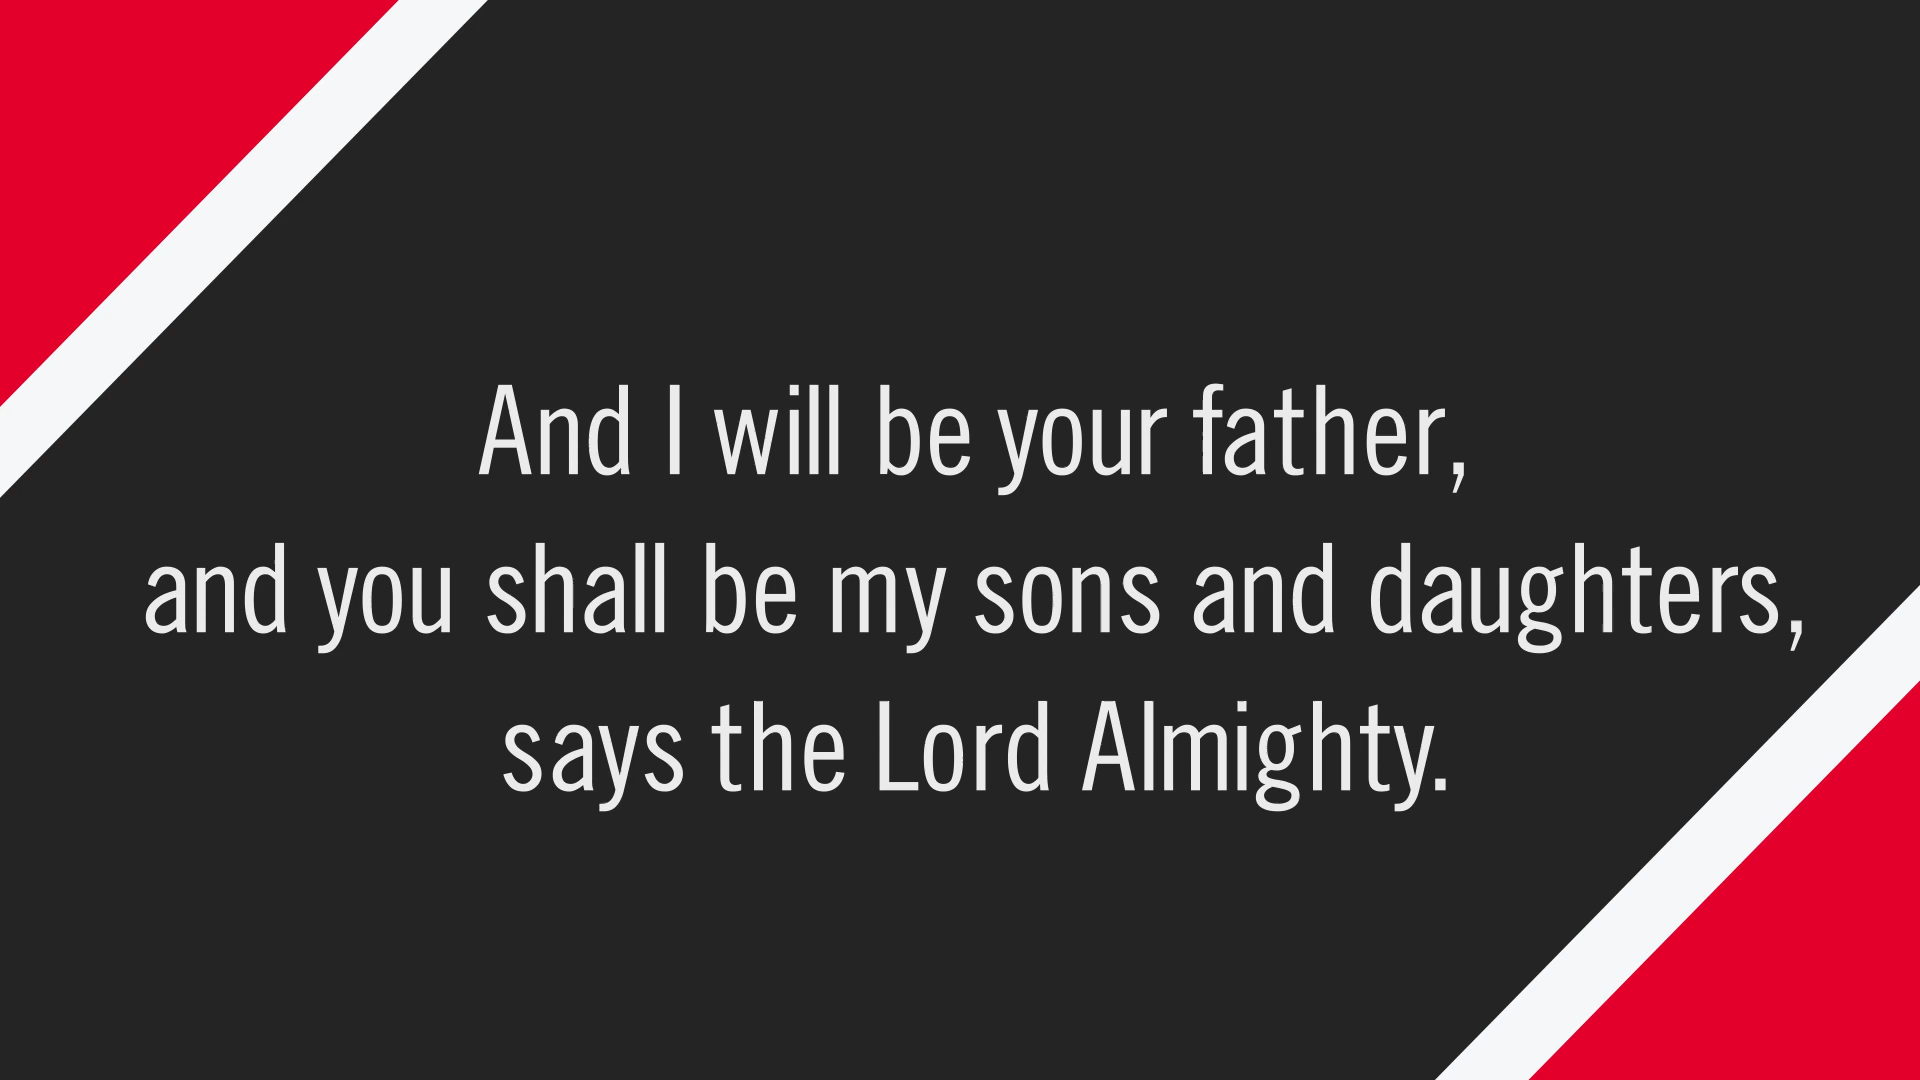 And I will be your father,
and you shall be my sons and daughters,
says the Lord Almighty.